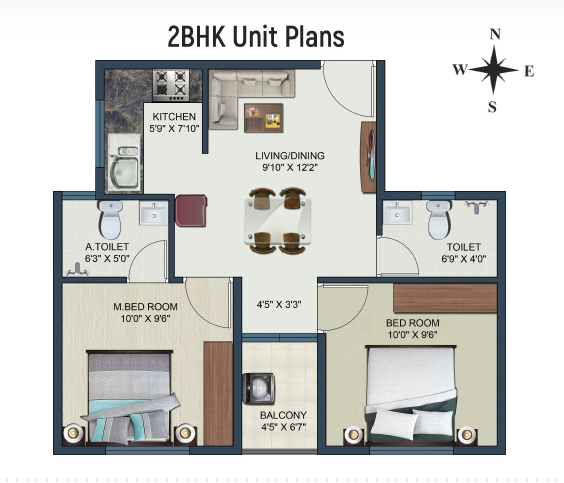 2BHK Unit Plans
N
W E
S
KITCHEN
5'9" X 7'10"
LIVING/DINING
9'10" X 12'2"
A.TOILET
6'3" X 5'0"
TOILET
6'9" X 4'0"
M.BED ROOM
10'0" X 9'6"
4'5" X 3'3"
BED ROOM
10'0" X 9'6"
BALCONY
4'5" X 6'7"